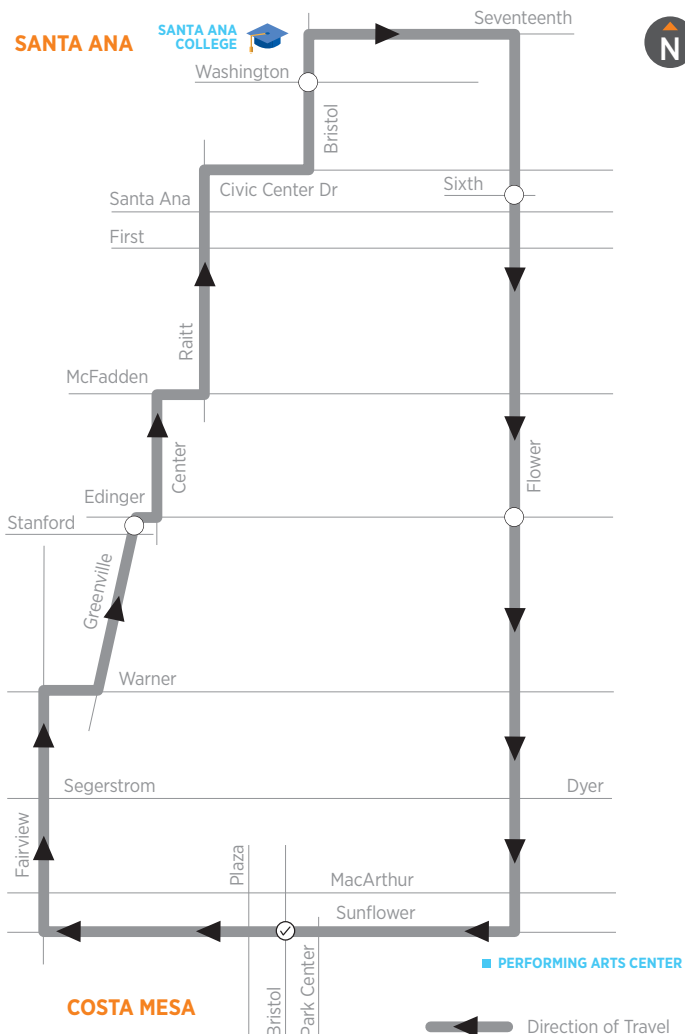 Seventeenth
SANTA ANA
SANTA ANA
COLLEGE
N
Washington
Bristol
Civic Center Dr
Sixth
Santa Ana
First
Raitt
McFadden
Center
Flower
Edinger
Stanford
Greenville
Warner
Segerstrom
Dyer
Fairview
Plaza
MacArthur
Sunflower
PERFORMING ARTS CENTER
COSTA MESA
Bristol
Park Center
Direction of Travel